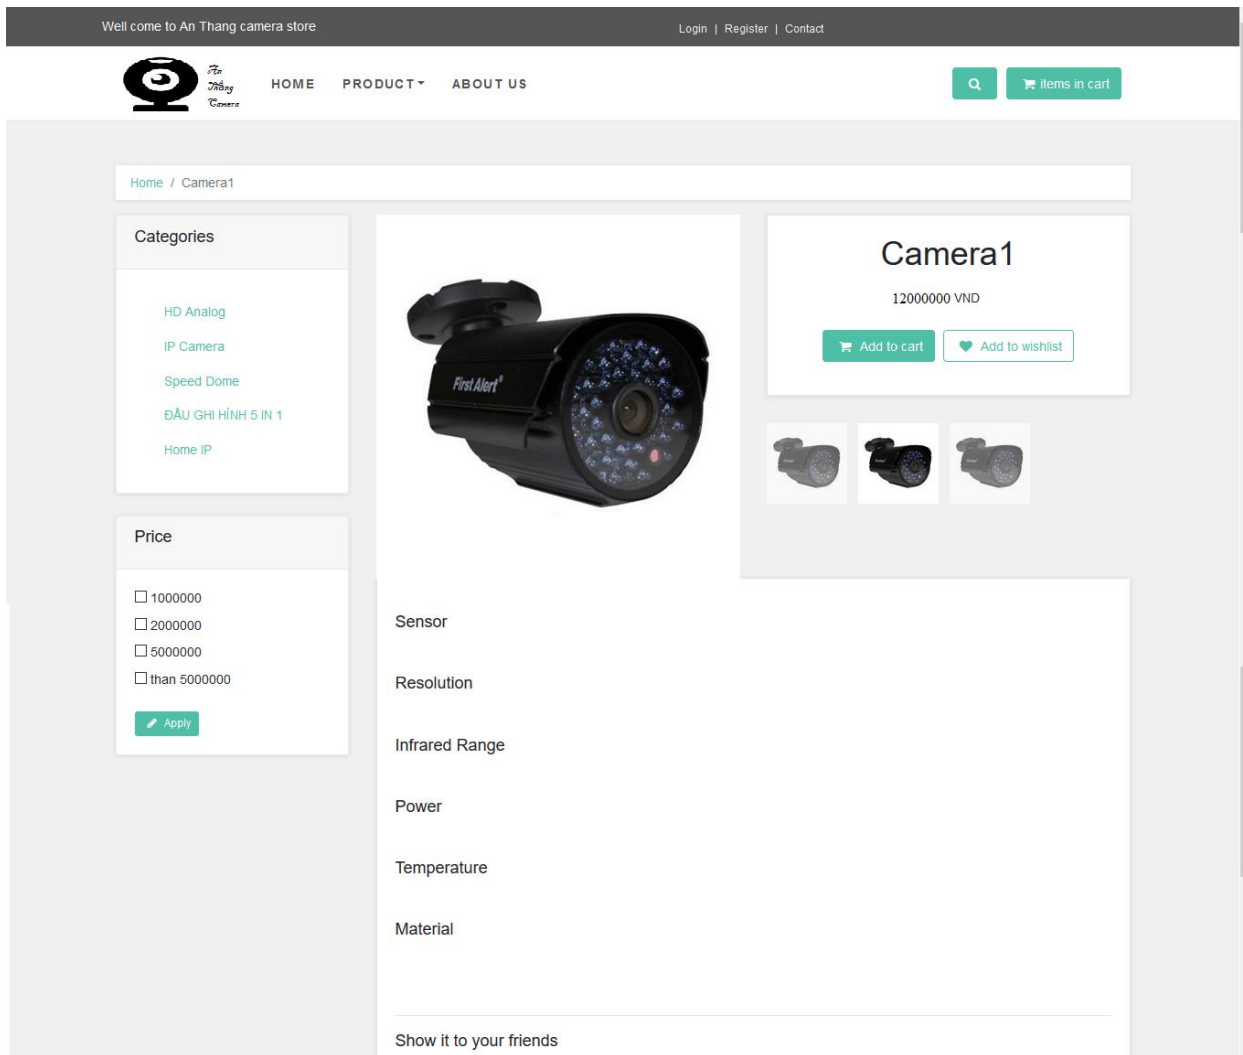 Well come to An Thang camera store
Login | Register | Contact
An
Thắng
Camera
HOME PRODUCT ABOUT US
items in cart
Home / Camera1
Categories
HD Analog
IP Camera
Speed Dome
ĐẦU GHI HÌNH 5 IN 1
Home IP
Price
1000000
2000000
5000000
than 5000000
Apply
First Alert®
Camera1
12000000 VND
Add to cart
Add to wishlist
Sensor
Resolution
Infrared Range
Power
Temperature
Material
Show it to your friends